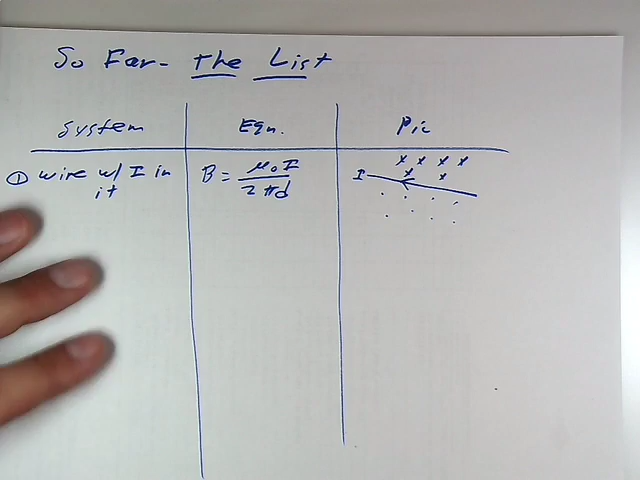 So Far- The List
System Eqn. Pic
① wire w/ I in it
B = μ₀I / 2πd
x x x x
I x x
. . . .
. . . .